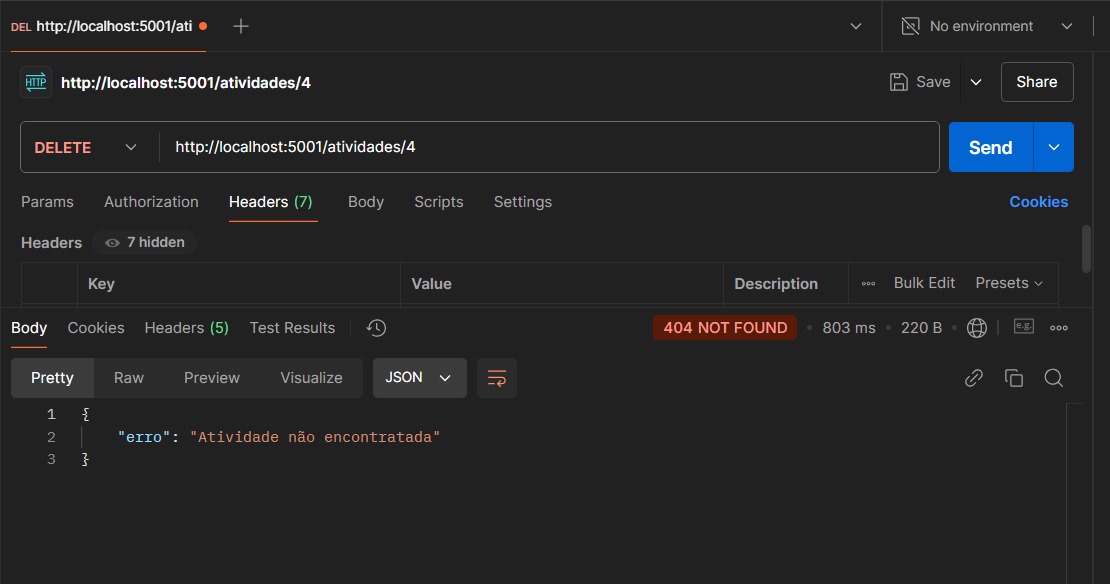 DEL http://localhost:5001/ati
No environment
HTTP http://localhost:5001/atividades/4
Save
Share
DELETE
http://localhost:5001/atividades/4
Send
Params Authorization Headers (7) Body Scripts Settings Cookies
Headers 7 hidden
Key Value Description Bulk Edit Presets
Body Cookies Headers (5) Test Results 404 NOT FOUND 803 ms 220 B e.g.
Pretty Raw Preview Visualize JSON
1 {
2 "erro": "Atividade não encontratada"
3 }